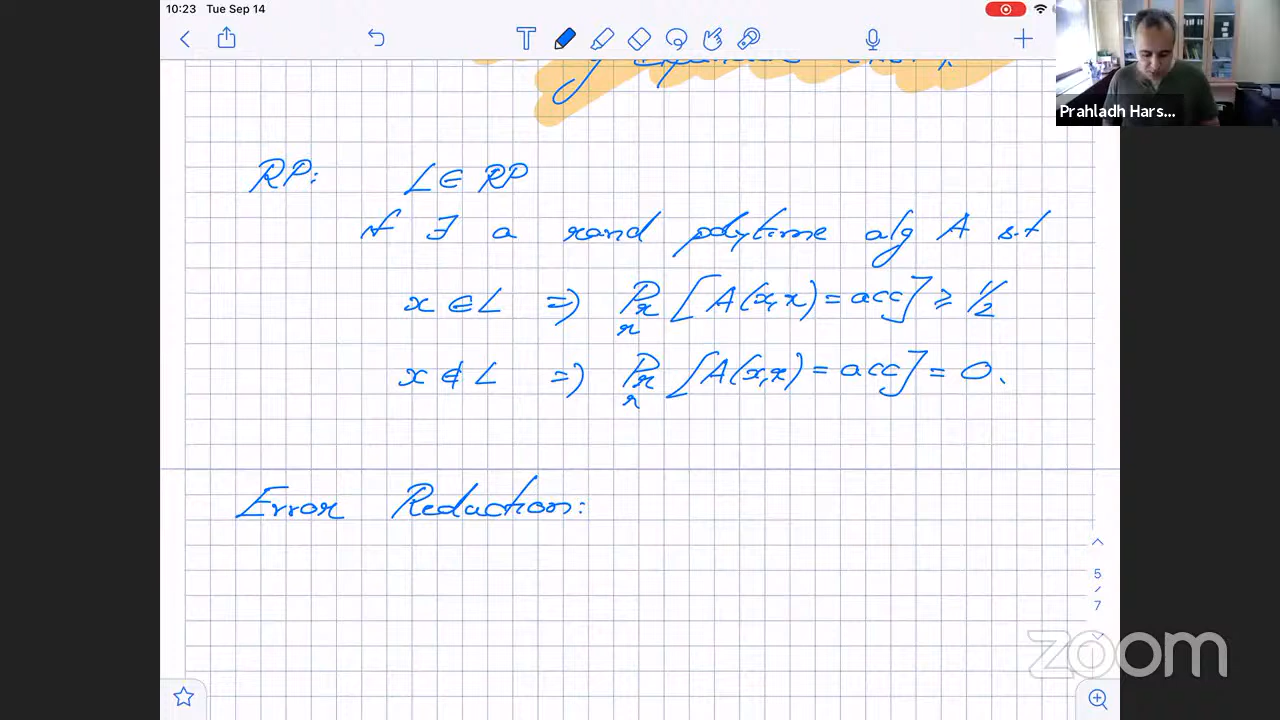 10:23 Tue Sep 14
T
Prahladh Hars...
RP: L ∈ RP
if ∃ a rand polytime alg A s.t
x ∈ L => Pr_r [A(x,r) = acc] ≥ 1/2
x ∉ L => Pr_r [A(x,r) = acc] = 0.
Error Reduction:
5
/
7
zoom